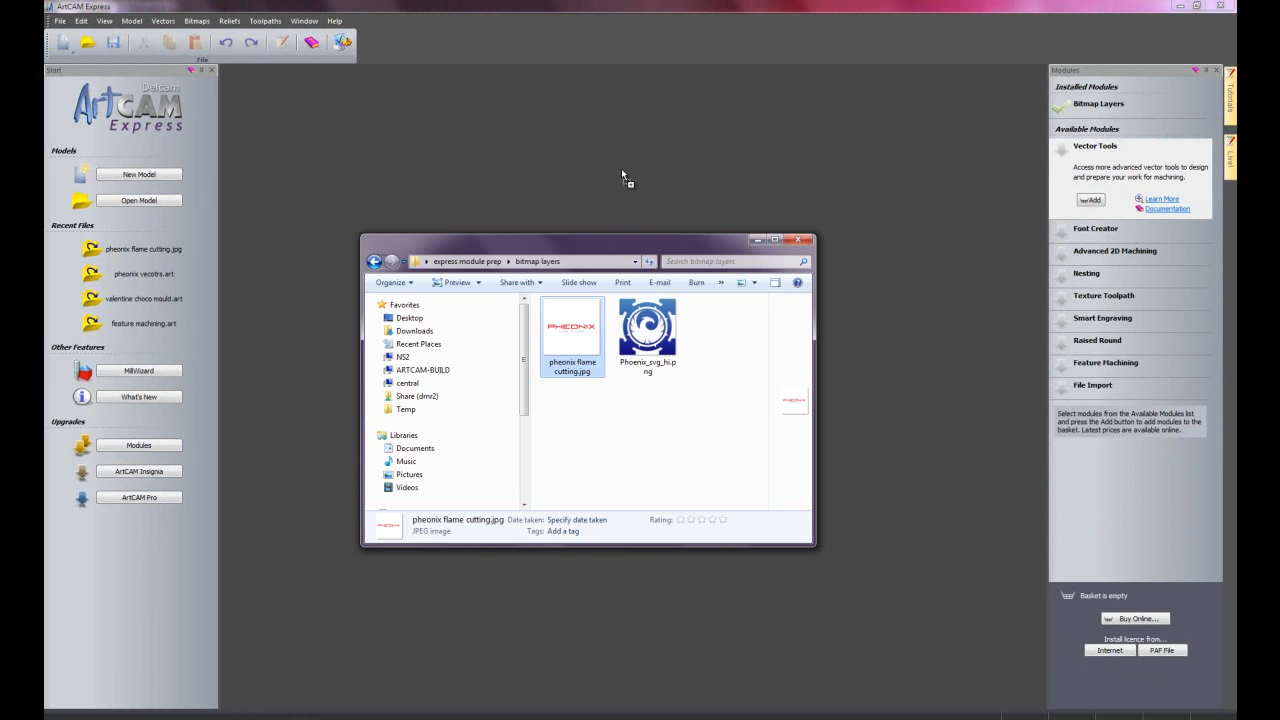 ArtCAM Express
File Edit View Model Vectors Bitmaps Reliefs Toolpaths Window Help
File
Start
Delcam
ArtCAM
Express
Models
New Model
Open Model
Recent Files
pheonix flame cutting.jpg
pheonix vecotrs.art
valentine choco mould.art
feature machining.art
Other Features
MillWizard
What's New
Upgrades
Modules
ArtCAM Insignia
ArtCAM Pro
express module prep bitmap layers Search bitmap layers
Organize Preview Share with Slide show Print E-mail Burn »
Favorites
Desktop
Downloads
Recent Places
NS2
ARTCAM-BUILD
central
Share (dmr2)
Temp
Libraries
Documents
Music
Pictures
Videos
PHEONIX
pheonix flame
cutting.jpg
Phoenix_svg_hi.p
ng
PHEONIX
pheonix flame cutting.jpg Date taken: Specify date taken Rating:
JPEG image Tags: Add a tag
Modules
Installed Modules
Bitmap Layers
Available Modules
Vector Tools
Access more advanced vector tools to design
and prepare your work for machining.
Add Learn More
Documentation
Font Creator
Advanced 2D Machining
Nesting
Texture Toolpath
Smart Engraving
Raised Round
Feature Machining
File Import
Select modules from the Available Modules list
and press the Add button to add modules to the
basket. Latest prices are available online.
Basket is empty
Buy Online...
Install licence from...
Internet PAF File
Tutorials
Live!